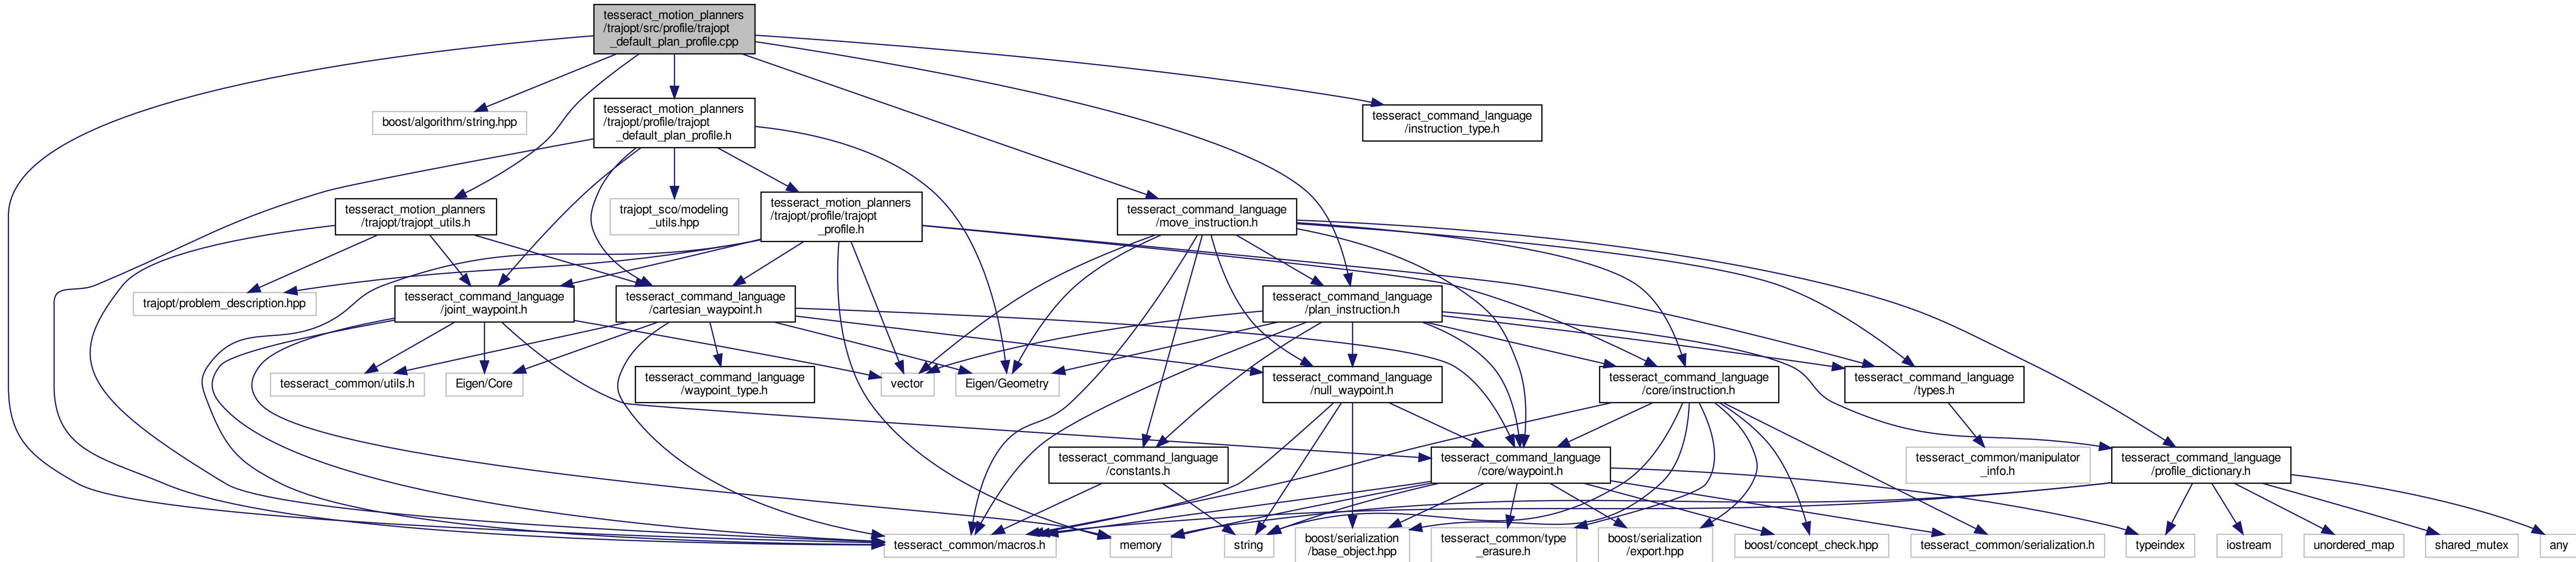 tesseract_motion_planners
/trajopt/src/profile/trajopt
_default_plan_profile.cpp
boost/algorithm/string.hpp
tesseract_motion_planners
/trajopt/profile/trajopt
_default_plan_profile.h
tesseract_command_language
/instruction_type.h
tesseract_motion_planners
/trajopt/trajopt_utils.h
trajopt_sco/modeling
_utils.hpp
tesseract_motion_planners
/trajopt/profile/trajopt
_profile.h
tesseract_command_language
/move_instruction.h
trajopt/problem_description.hpp
tesseract_command_language
/joint_waypoint.h
tesseract_command_language
/cartesian_waypoint.h
tesseract_command_language
/plan_instruction.h
tesseract_common/utils.h
Eigen/Core
tesseract_command_language
/waypoint_type.h
vector
Eigen/Geometry
tesseract_command_language
/null_waypoint.h
tesseract_command_language
/core/instruction.h
tesseract_command_language
/types.h
tesseract_command_language
/constants.h
tesseract_command_language
/core/waypoint.h
tesseract_common/manipulator
_info.h
tesseract_command_language
/profile_dictionary.h
tesseract_common/macros.h
memory
string
boost/serialization
/base_object.hpp
tesseract_common/type
_erasure.h
boost/serialization
/export.hpp
boost/concept_check.hpp
tesseract_common/serialization.h
typeindex
iostream
unordered_map
shared_mutex
any